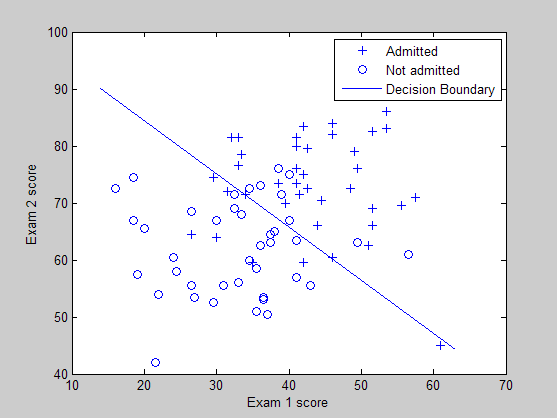 100
90
80
70
60
50
40
10
20
30
40
50
60
70
Exam 2 score
Exam 1 score
Admitted
Not admitted
Decision Boundary